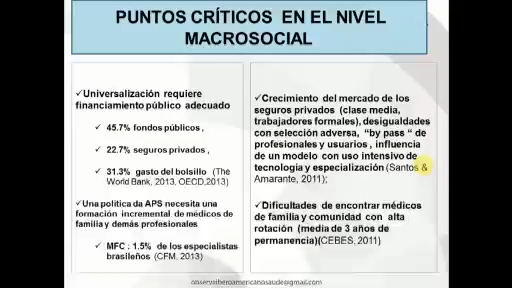 PUNTOS CRÍTICOS EN EL NIVEL
MACROSOCIAL
✓Universalización requiere
financiamiento público adecuado
✓ 45.7% fondos públicos ,
✓ 22.7% seguros privados ,
✓ 31.3% gasto del bolsillo (The
World Bank, 2013, OECD,2013)
✓Una política da APS necesita una
formación incremental de médicos de
familia y demás profesionales
✓ MFC : 1.5% de los especialistas
brasileños (CFM. 2013)
✓Crecimiento del mercado de los
seguros privados (clase media,
trabajadores formales), desigualdades
con selección adversa, “by pass “ de
profesionales y usuarios , influencia
de un modelo con uso intensivo de
tecnología y especialización (Santos &
Amarante, 2011);
✓Dificultades de encontrar médicos
de familia y comunidad con alta
rotación (media de 3 años de
permanencia)(CEBES, 2011)
observaiberoamericanosaude@gmail.com